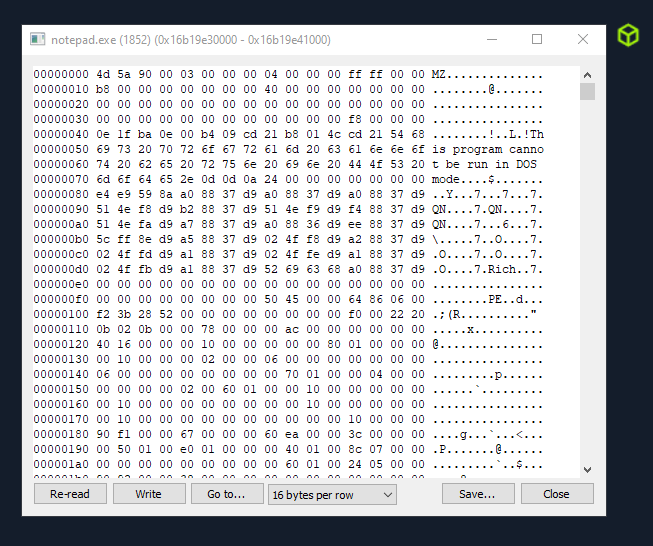 notepad.exe (1852) (0x16b19e30000 - 0x16b19e41000)
00000000 4d 5a 90 00 03 00 00 00 04 00 00 00 ff ff 00 00 MZ..............
00000010 b8 00 00 00 00 00 00 00 40 00 00 00 00 00 00 00 ........@.......
00000020 00 00 00 00 00 00 00 00 00 00 00 00 00 00 00 00 ................
00000030 00 00 00 00 00 00 00 00 00 00 00 00 f8 00 00 00 ................
00000040 0e 1f ba 0e 00 b4 09 cd 21 b8 01 4c cd 21 54 68 ........!..L.!Th
00000050 69 73 20 70 72 6f 67 72 61 6d 20 63 61 6e 6e 6f is program canno
00000060 74 20 62 65 20 72 75 6e 20 69 6e 20 44 4f 53 20 t be run in DOS
00000070 6d 6f 64 65 2e 0d 0d 0a 24 00 00 00 00 00 00 00 mode....$.......
00000080 e4 e9 59 8a a0 88 37 d9 a0 88 37 d9 a0 88 37 d9 ..Y...7...7...7.
00000090 51 4e f8 d9 b2 88 37 d9 51 4e f9 d9 f4 88 37 d9 QN....7.QN....7.
000000a0 51 4e fa d9 a7 88 37 d9 a0 88 36 d9 ee 88 37 d9 QN....7...6...7.
000000b0 5c ff 8e d9 a5 88 37 d9 02 4f f8 d9 a2 88 37 d9 \.....7..O....7.
000000c0 02 4f fd d9 a1 88 37 d9 02 4f fe d9 a1 88 37 d9 .O....7..O....7.
000000d0 02 4f fb d9 a1 88 37 d9 52 69 63 68 a0 88 37 d9 .O....7.Rich..7.
000000e0 00 00 00 00 00 00 00 00 00 00 00 00 00 00 00 00 ................
000000f0 00 00 00 00 00 00 00 00 50 45 00 00 64 86 06 00 ........PE..d...
00000100 f2 3b 28 52 00 00 00 00 00 00 00 00 f0 00 22 20 .;(R.........."
00000110 0b 02 0b 00 00 78 00 00 00 ac 00 00 00 00 00 00 .....x..........
00000120 40 16 00 00 00 10 00 00 00 00 00 80 01 00 00 00 @...............
00000130 00 10 00 00 00 02 00 00 06 00 00 00 00 00 00 00 ................
00000140 06 00 00 00 00 00 00 00 00 70 01 00 00 04 00 00 .........p......
00000150 00 00 00 00 02 00 60 01 00 00 10 00 00 00 00 00 ......`.........
00000160 00 10 00 00 00 00 00 00 00 00 10 00 00 00 00 00 ................
00000170 00 10 00 00 00 00 00 00 00 00 00 00 10 00 00 00 ................
00000180 90 f1 00 00 67 00 00 00 00 60 ea 00 00 3c 00 00 00 ....g...`...<...
00000190 00 50 01 00 e0 01 00 00 00 40 01 00 8c 07 00 00 .P.......@......
000001a0 00 00 00 00 00 00 00 00 00 60 01 00 24 05 00 00 .........`..$...
Re-read Write Go to... 16 bytes per row Save... Close